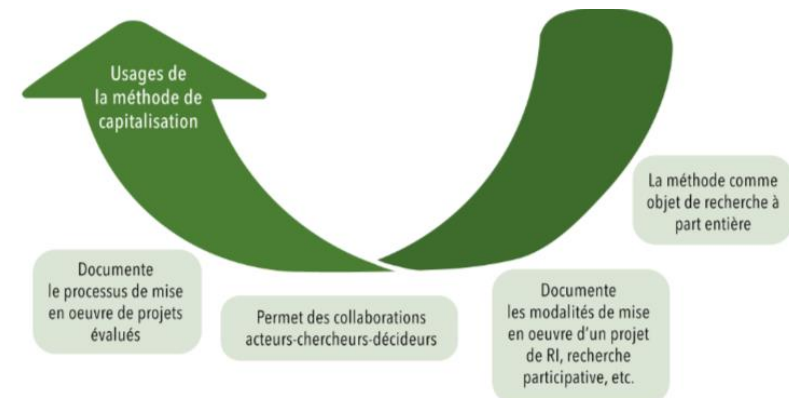 Usages de
la méthode de
capitalisation
La méthode comme
objet de recherche à
part entière
Documente
le processus de mise
en oeuvre de projets
évalués
Permet des collaborations
acteurs-chercheurs-décideurs
Documente
les modalités de mise
en oeuvre d'un projet
de RI, recherche
participative, etc.